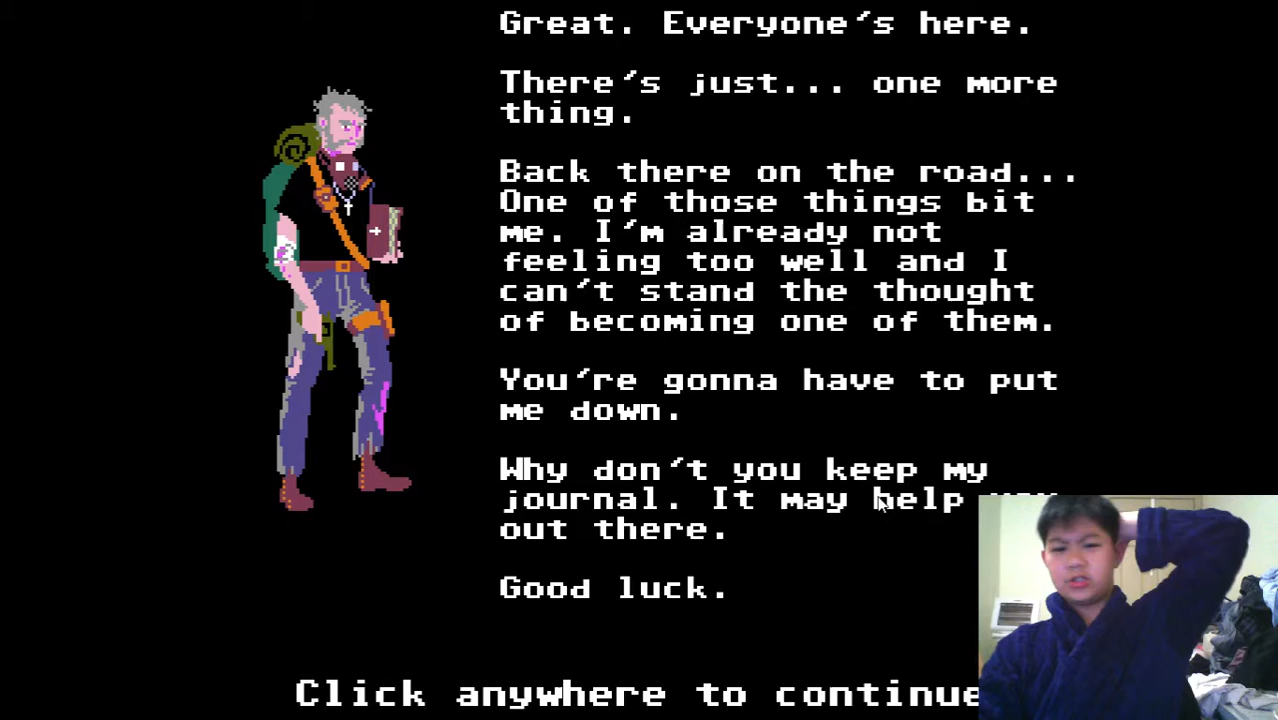 Great. Everyone's here.
There's just... one more
thing.
Back there on the road...
One of those things bit
me. I'm already not
feeling too well and I
can't stand the thought
of becoming one of them.
You're gonna have to put
me down.
Why don't you keep my
journal. It may help
out there.
Good luck.
Click anywhere to continue